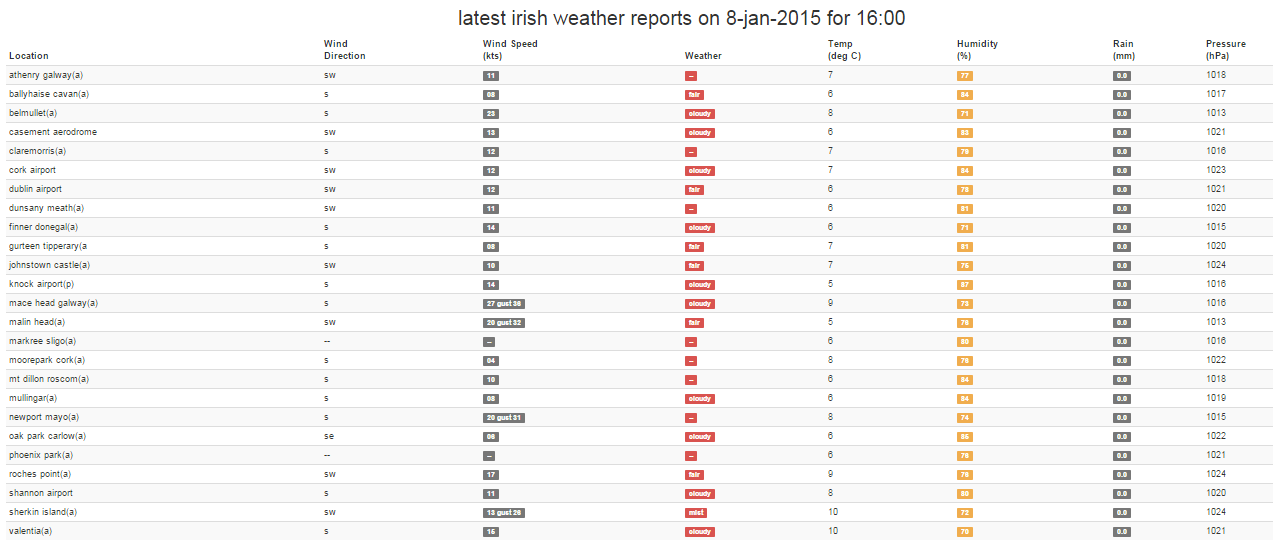 latest irish weather reports on 8-jan-2015 for 16:00
Location Wind Direction Wind Speed (kts) Weather Temp (deg C) Humidity (%) Rain (mm) Pressure (hPa)
athenry galway(a) sw 11 -- 7 77 0.0 1018
ballyhaise cavan(a) s 08 fair 6 84 0.0 1017
belmullet(a) s 23 cloudy 8 71 0.0 1013
casement aerodrome sw 13 cloudy 6 83 0.0 1021
claremorris(a) s 12 -- 7 79 0.0 1016
cork airport sw 12 cloudy 7 84 0.0 1023
dublin airport sw 12 fair 6 78 0.0 1021
dunsany meath(a) sw 11 -- 6 81 0.0 1020
finner donegal(a) s 14 cloudy 6 71 0.0 1015
gurteen tipperary(a s 08 fair 7 81 0.0 1020
johnstown castle(a) sw 10 fair 7 75 0.0 1024
knock airport(p) s 14 cloudy 5 87 0.0 1016
mace head galway(a) s 27 gust 36 cloudy 9 73 0.0 1016
malin head(a) sw 20 gust 32 fair 5 76 0.0 1013
markree sligo(a) -- -- -- 6 80 0.0 1016
moorepark cork(a) s 04 -- 8 78 0.0 1022
mt dillon roscom(a) s 10 -- 6 84 0.0 1018
mullingar(a) s 08 cloudy 6 84 0.0 1019
newport mayo(a) s 20 gust 31 -- 8 74 0.0 1015
oak park carlow(a) se 06 cloudy 6 85 0.0 1022
phoenix park(a) -- -- -- 6 0.0 1021
roches point(a) sw 17 fair 9 0.0 1024
shannon airport s 11 cloudy 8 80 0.0 1020
sherkin island(a) sw 13 gust 26 mist 10 72 0.0 1024
valentia(a) s 15 cloudy 10 70 0.0 1021